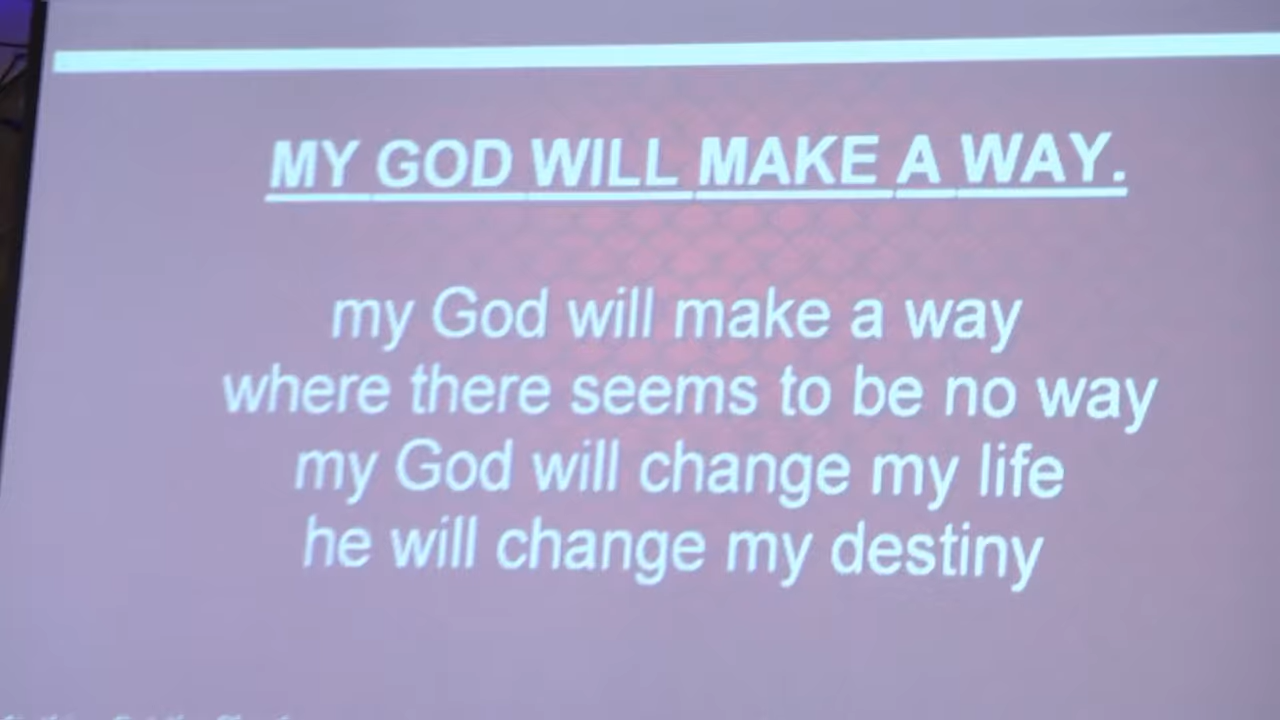 MY GOD WILL MAKE A WAY.
my God will make a way
where there seems to be no way
my God will change my life
he will change my destiny